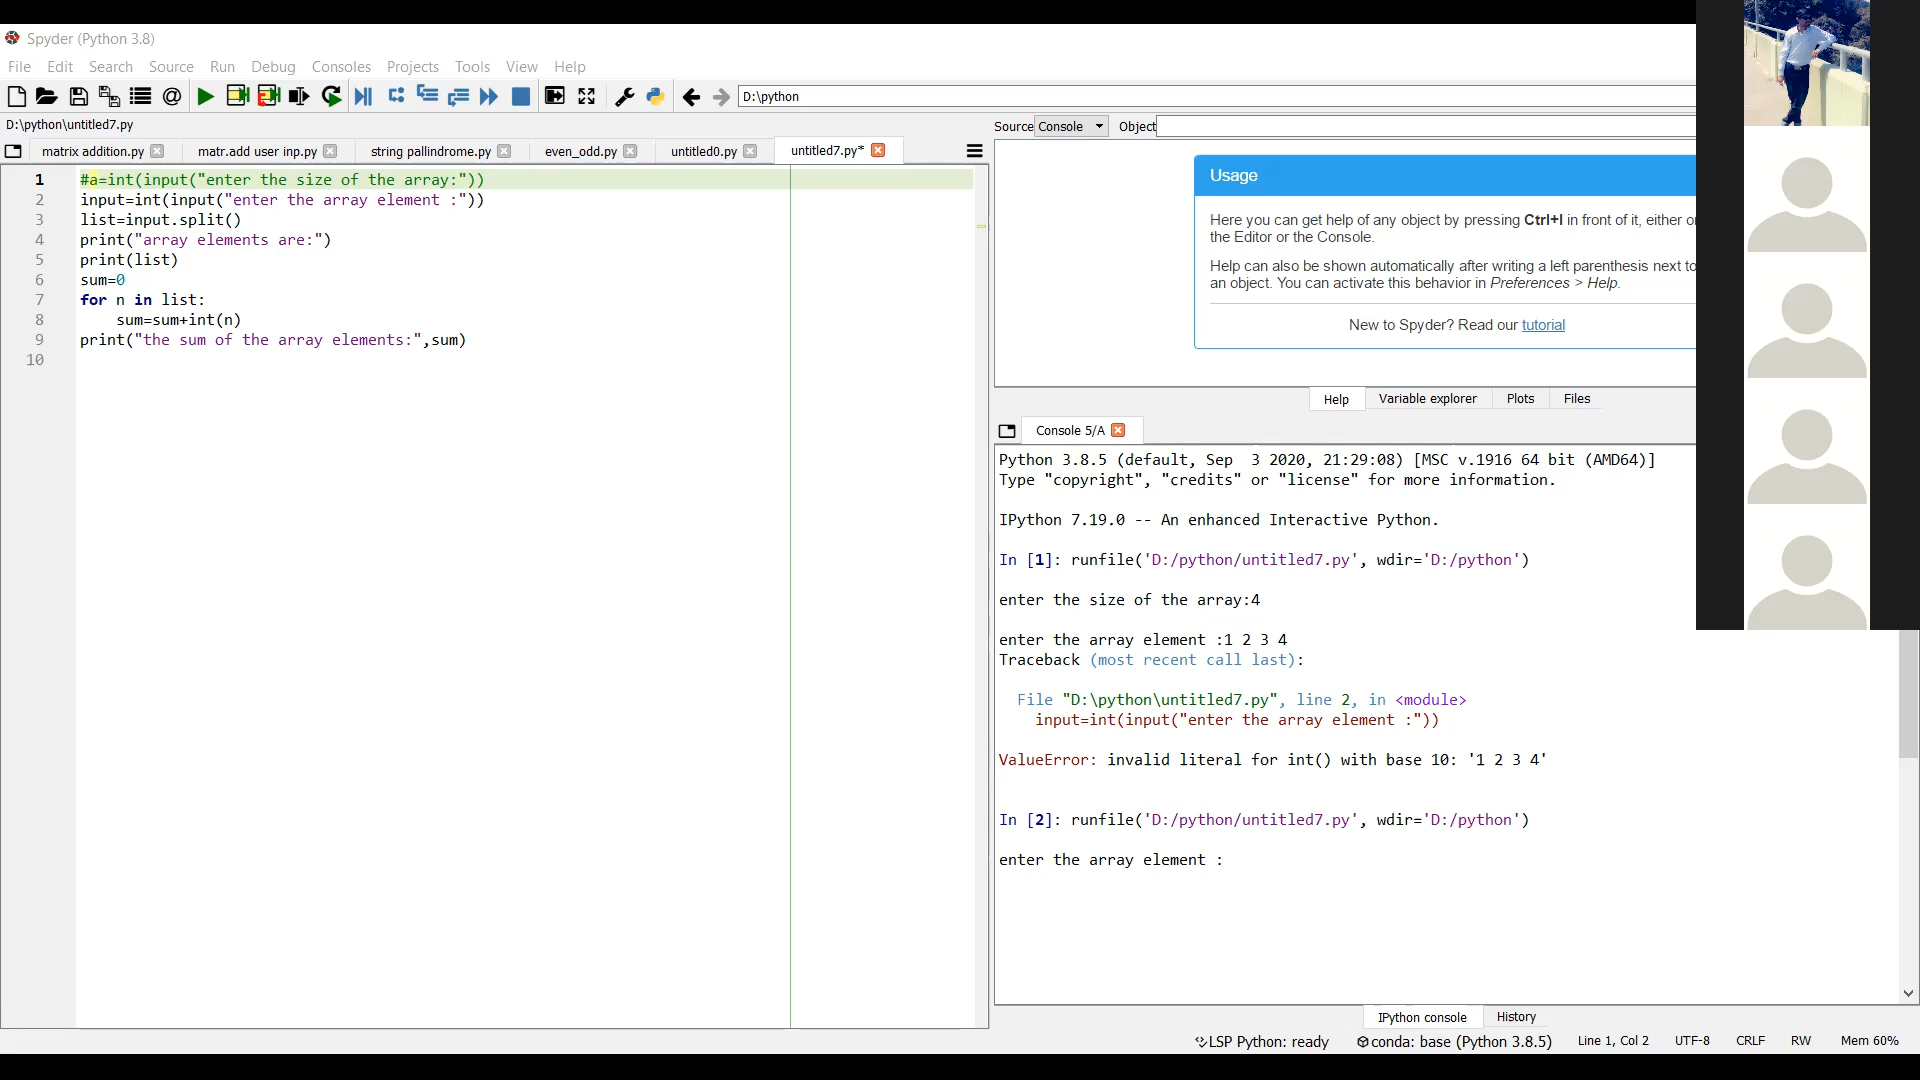 Spyder (Python 3.8)
File Edit Search Source Run Debug Consoles Projects Tools View Help
D:\python
D:\python\untitled7.py
Source Console Object
matrix addition.py matr.add user inp.py string pallindrome.py even_odd.py untitled0.py untitled7.py*
1 #a=int(input("enter the size of the array:"))
2 input=int(input("enter the array element :"))
3 list=input.split()
4 print("array elements are:")
5 print(list)
6 sum=0
7 for n in list:
8 sum=sum+int(n)
9 print("the sum of the array elements:",sum)
10
Usage
Here you can get help of any object by pressing Ctrl+I in front of it, either on
the Editor or the Console.
Help can also be shown automatically after writing a left parenthesis next to
an object. You can activate this behavior in Preferences > Help.
New to Spyder? Read our tutorial
Help Variable explorer Plots Files
Console 5/A
Python 3.8.5 (default, Sep 3 2020, 21:29:08) [MSC v.1916 64 bit (AMD64)]
Type "copyright", "credits" or "license" for more information.
IPython 7.19.0 -- An enhanced Interactive Python.
In [1]: runfile('D:/python/untitled7.py', wdir='D:/python')
enter the size of the array:4
enter the array element :1 2 3 4
Traceback (most recent call last):
File "D:\python\untitled7.py", line 2, in <module>
input=int(input("enter the array element :"))
ValueError: invalid literal for int() with base 10: '1 2 3 4'
In [2]: runfile('D:/python/untitled7.py', wdir='D:/python')
enter the array element :
IPython console History
LSP Python: ready conda: base (Python 3.8.5) Line 1, Col 2 UTF-8 CRLF RW Mem 60%